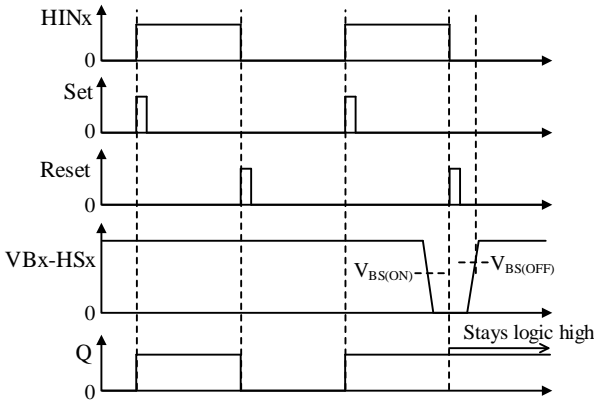 HINx
0
Set
0
Reset
0
VBx-HSx
VBS(ON)
VBS(OFF)
0
Stays logic high
Q
0